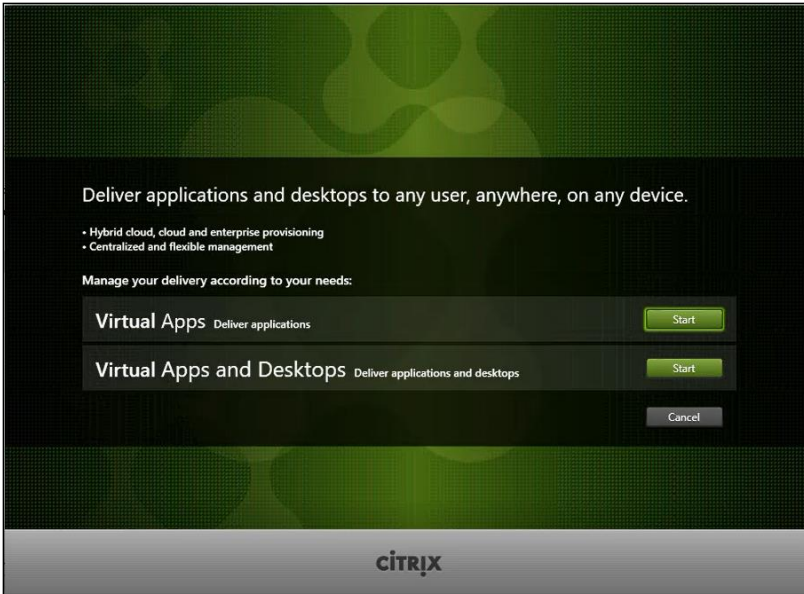 Deliver applications and desktops to any user, anywhere, on any device.
• Hybrid cloud, cloud and enterprise provisioning
• Centralized and flexible management
Manage your delivery according to your needs:
Virtual Apps Deliver applications Start
Virtual Apps and Desktops Deliver applications and desktops Start
Cancel
CITRIX